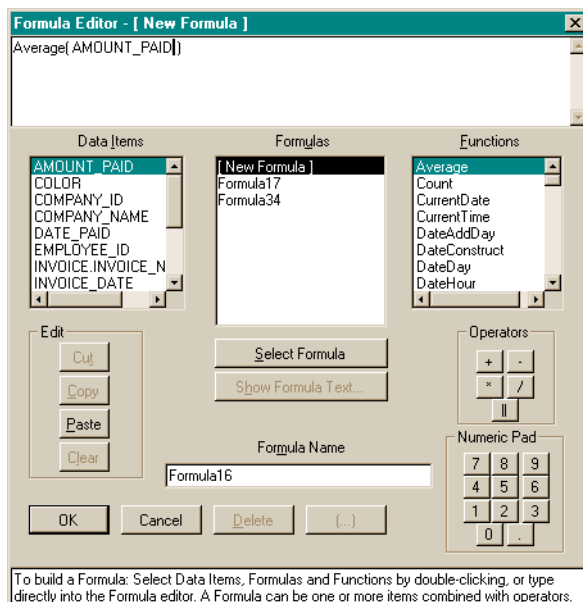 Formula Editor - [ New Formula ]
Average( AMOUNT_PAID )
Data Items
Formulas
Functions
AMOUNT_PAID
COLOR
COMPANY_ID
COMPANY_NAME
DATE_PAID
EMPLOYEE_ID
INVOICE.INVOICE_N
INVOICE_DATE
[ New Formula ]
Formula17
Formula34
Average
Count
CurrentDate
CurrentTime
DateAddDay
DateConstruct
DateDay
DateHour
Edit
Cut
Copy
Paste
Clear
Select Formula
Show Formula Text...
Operators
+ -
* /
||
Formula Name
Formula16
Numeric Pad
7 8 9
4 5 6
1 2 3
0 .
OK Cancel Delete (...)
To build a Formula: Select Data Items, Formulas and Functions by double-clicking, or type
directly into the Formula editor. A Formula can be one or more items combined with operators.